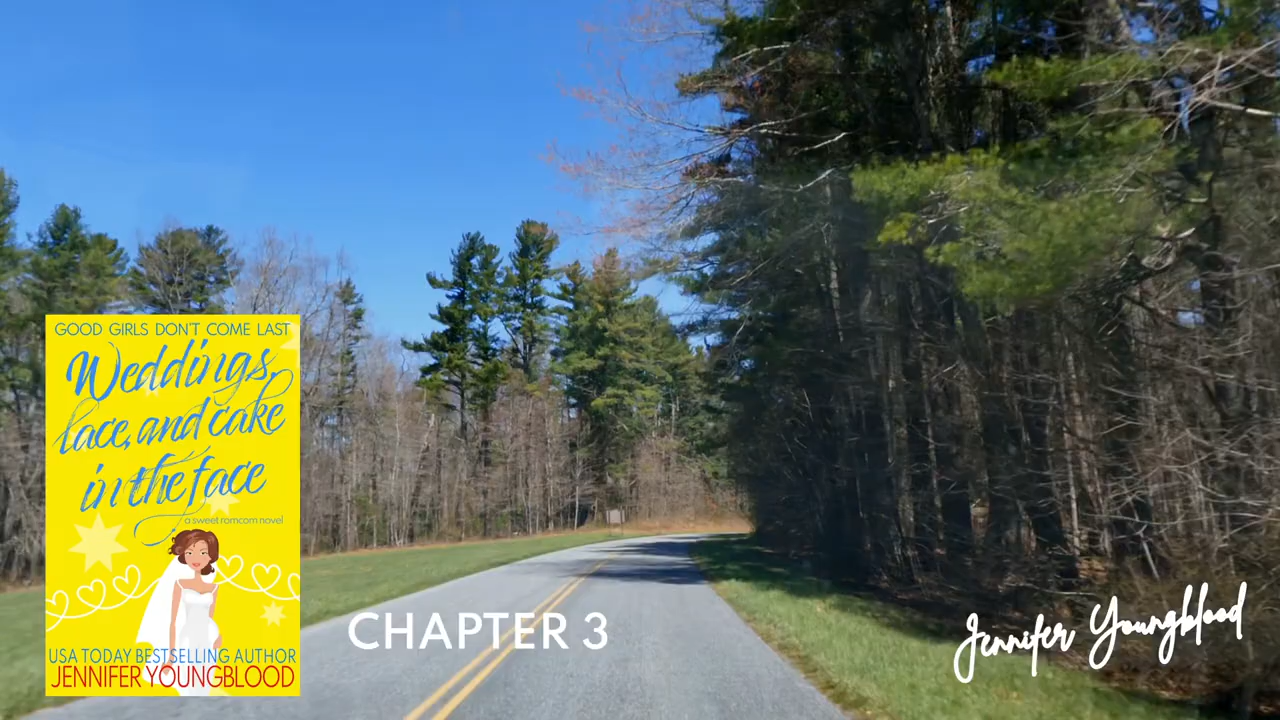 GOOD GIRLS DON'T COME LAST
Weddings,
lace, and cake
in the face
a sweet romcom novel
USA TODAY BESTSELLING AUTHOR
JENNIFER YOUNGBLOOD
CHAPTER 3
Jennifer Youngblood